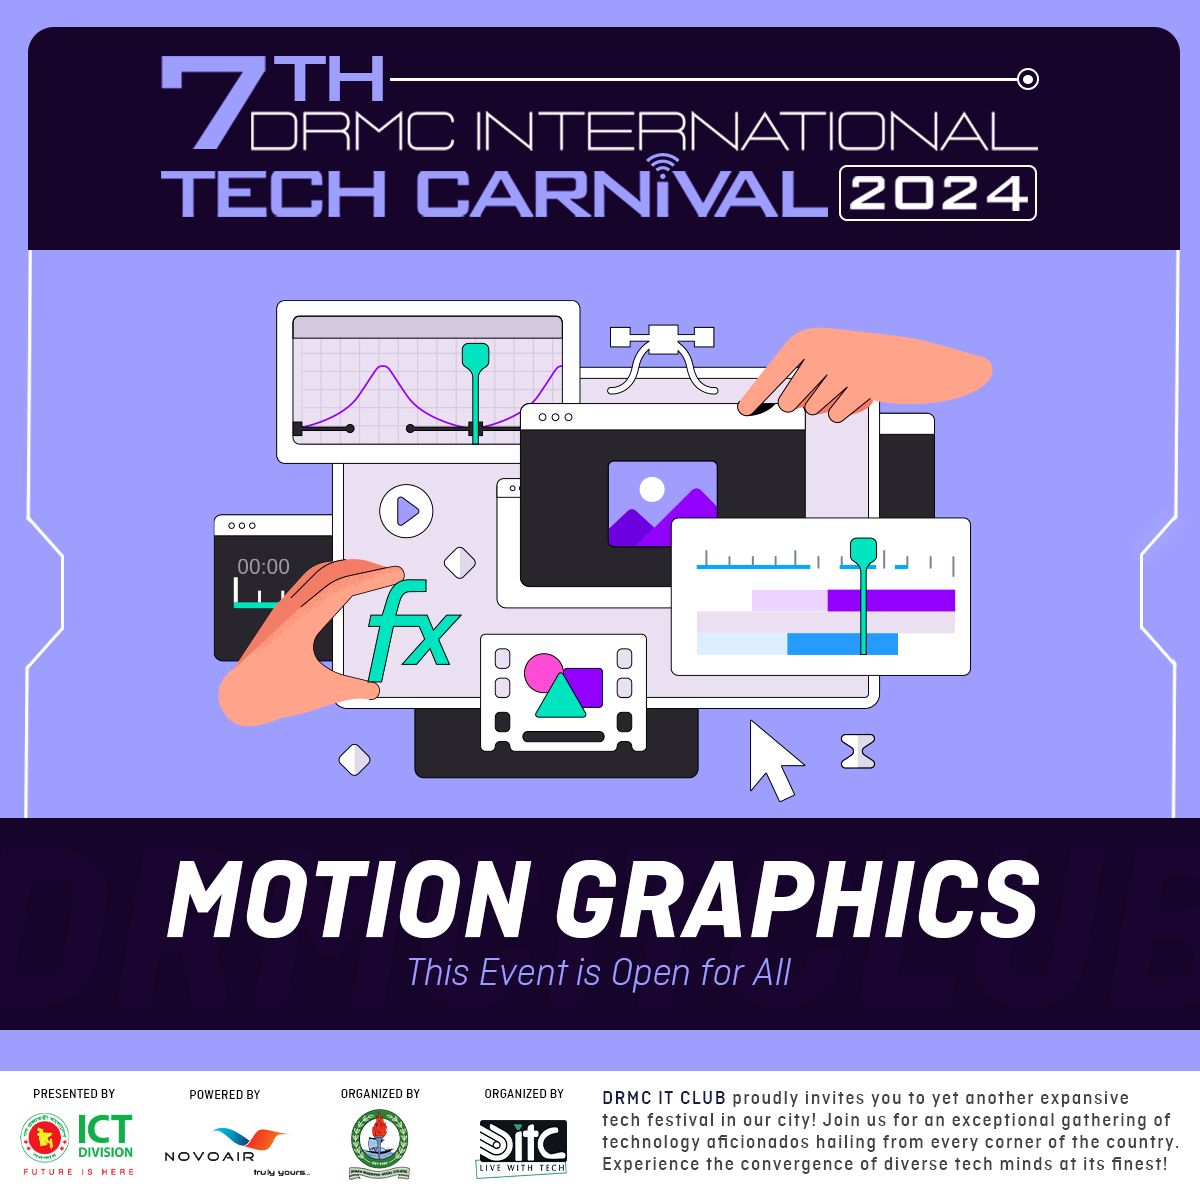 7TH
DRMC INTERNATIONAL
TECH CARNIVAL 2024
00:00
fx
MOTION GRAPHICS
This Event is Open for All
PRESENTED BY
ICT
DIVISION
FUTURE IS HERE
POWERED BY
NOVOAIR
truly yours...
ORGANIZED BY
ORGANIZED BY
DITC
LIVE WITH TECH
DRMC IT CLUB proudly invites you to yet another expansive
tech festival in our city! Join us for an exceptional gathering of
technology aficionados hailing from every corner of the country.
Experience the convergence of diverse tech minds at its finest!